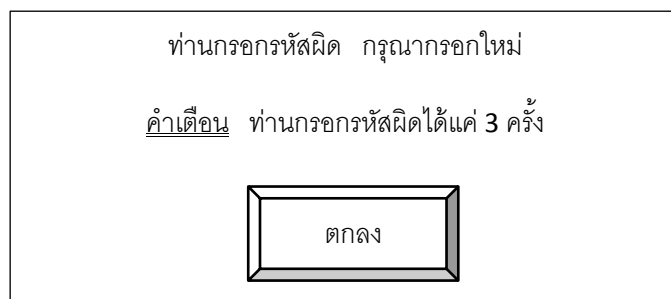 ท่านกรอกรหัสผิด กรุณากรอกใหม่
คำเตือน ท่านกรอกรหัสผิดได้แค่ 3 ครั้ง
ตกลง